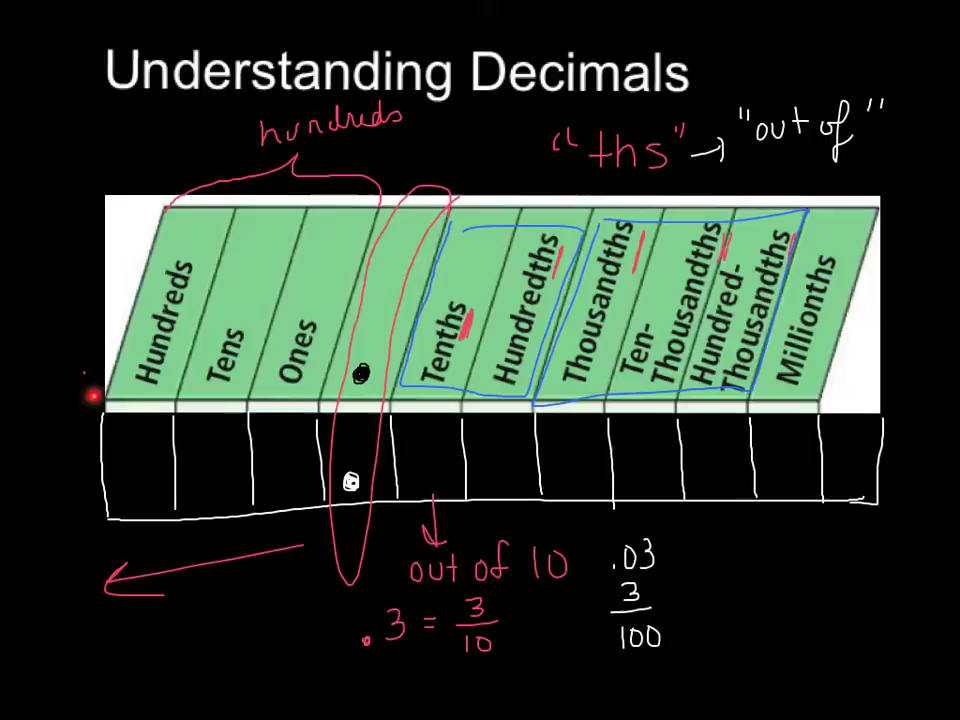 Understanding Decimals
hundreds
"ths" → "out of"
Hundreds
Tens
Ones
.
Tenths
Hundredths
Thousandths
Ten-
Thousandths
Hundred-
Thousandths
Millionths
.
out of 10
.3 = 3/10
.03
3
100